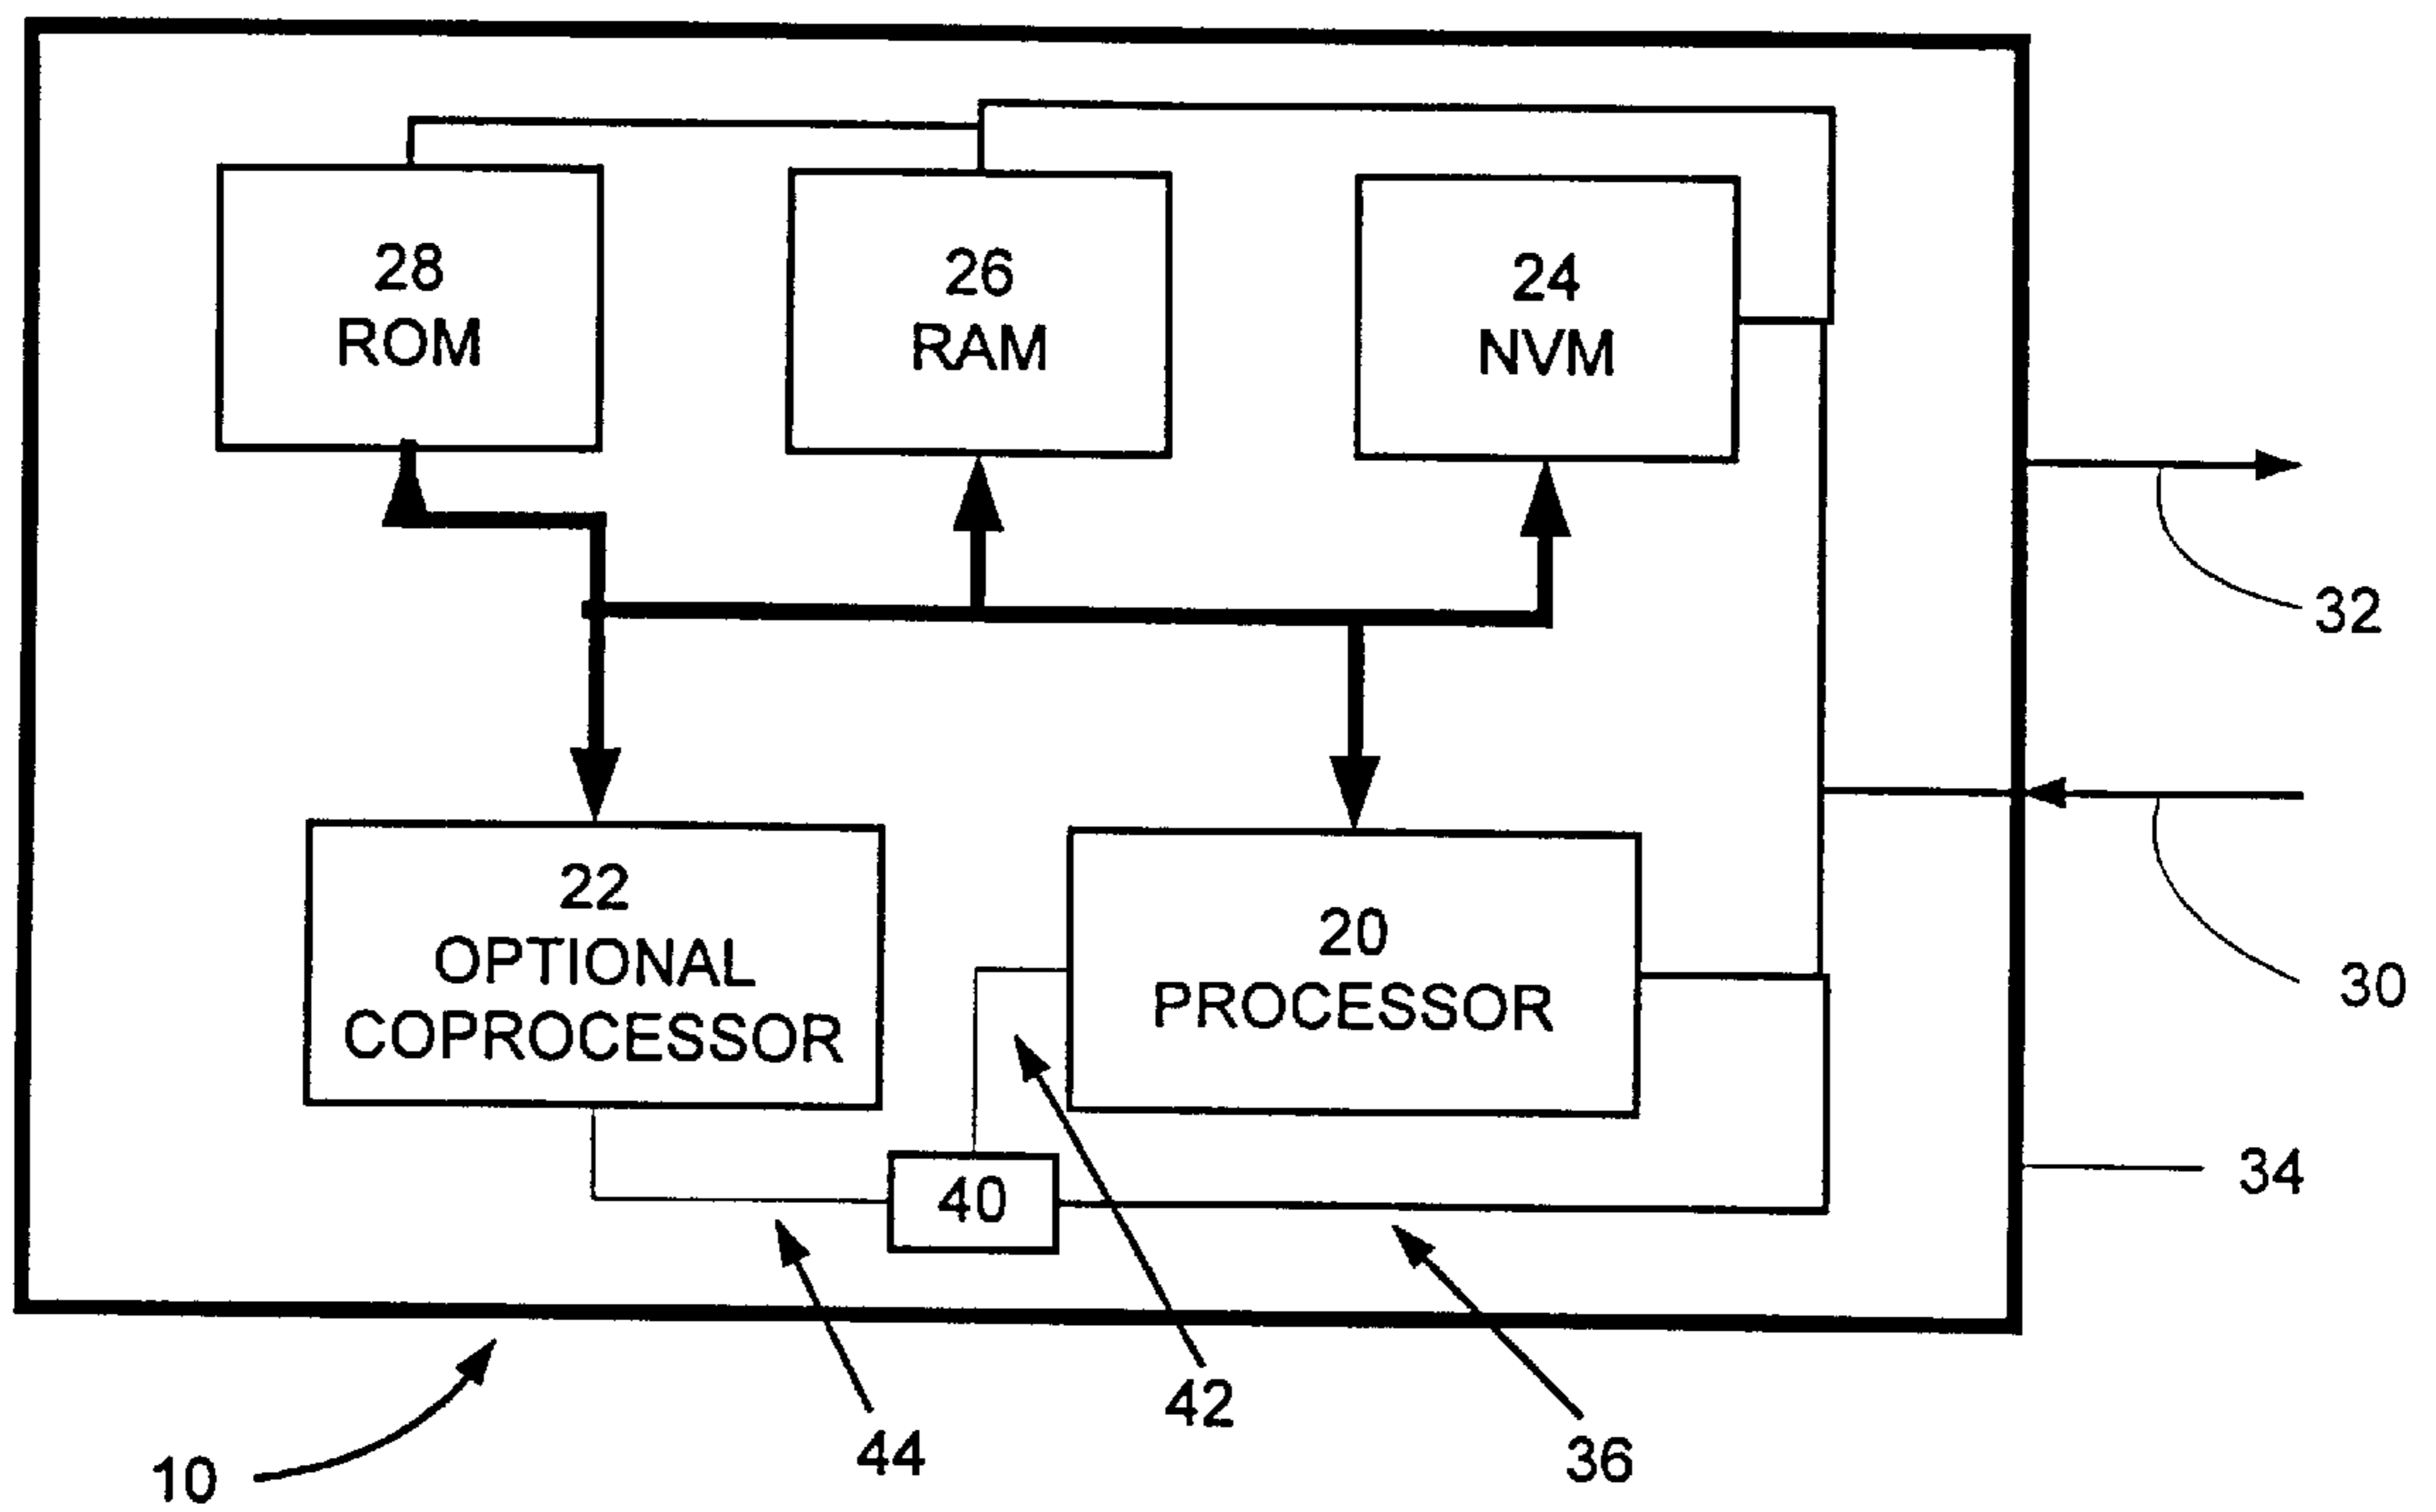 28
ROM
26
RAM
24
NVM
32
22
OPTIONAL
COPROCESSOR
20
PROCESSOR
30
40
34
42
44
36
10